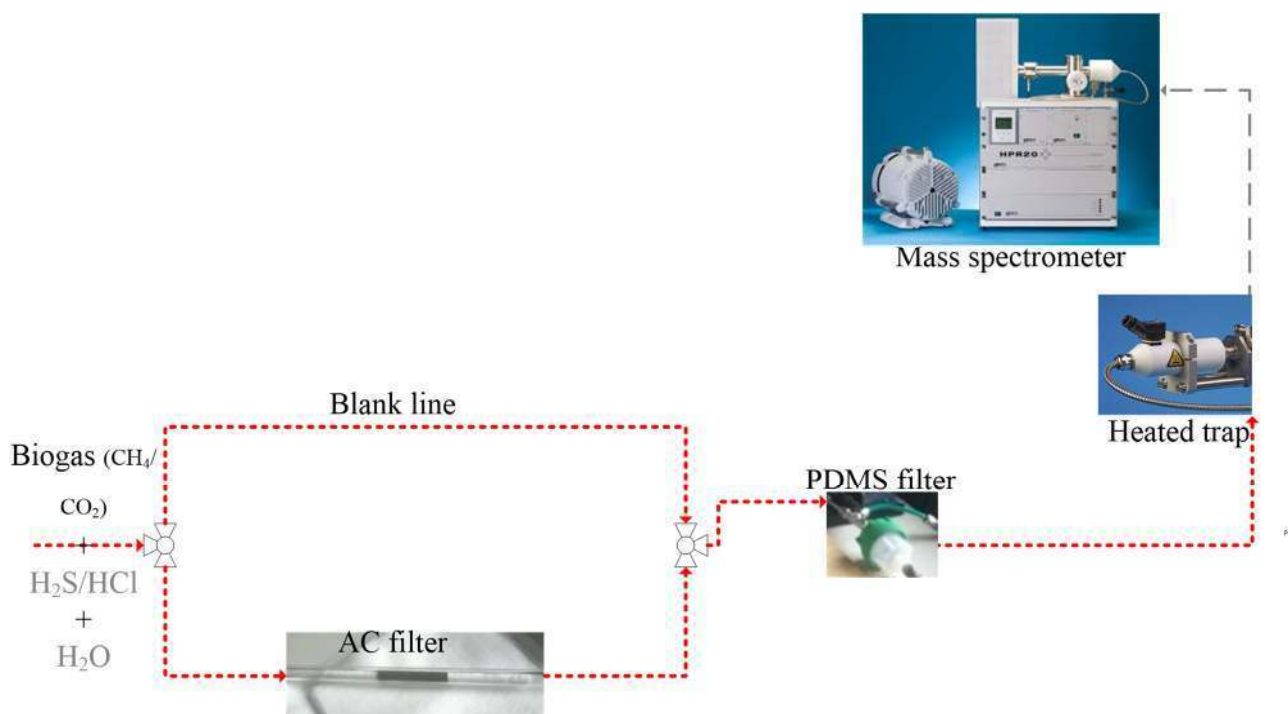 HPR20
Mass spectrometer
Heated trap
Blank line
Biogas (CH₄/
CO₂)
+
H₂S/HCl
+
H₂O
PDMS filter
AC filter